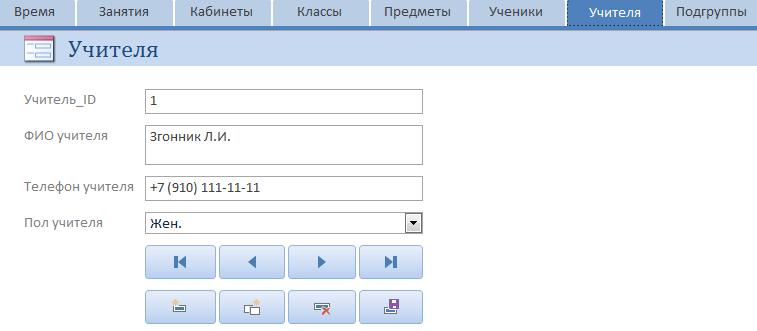 Время Занятия Кабинеты Классы Предметы Ученики Учителя Подгруппы
Учителя
Учитель_ID 1
ФИО учителя Згонник Л.И.
Телефон учителя +7 (910) 111-11-11
Пол учителя Жен.